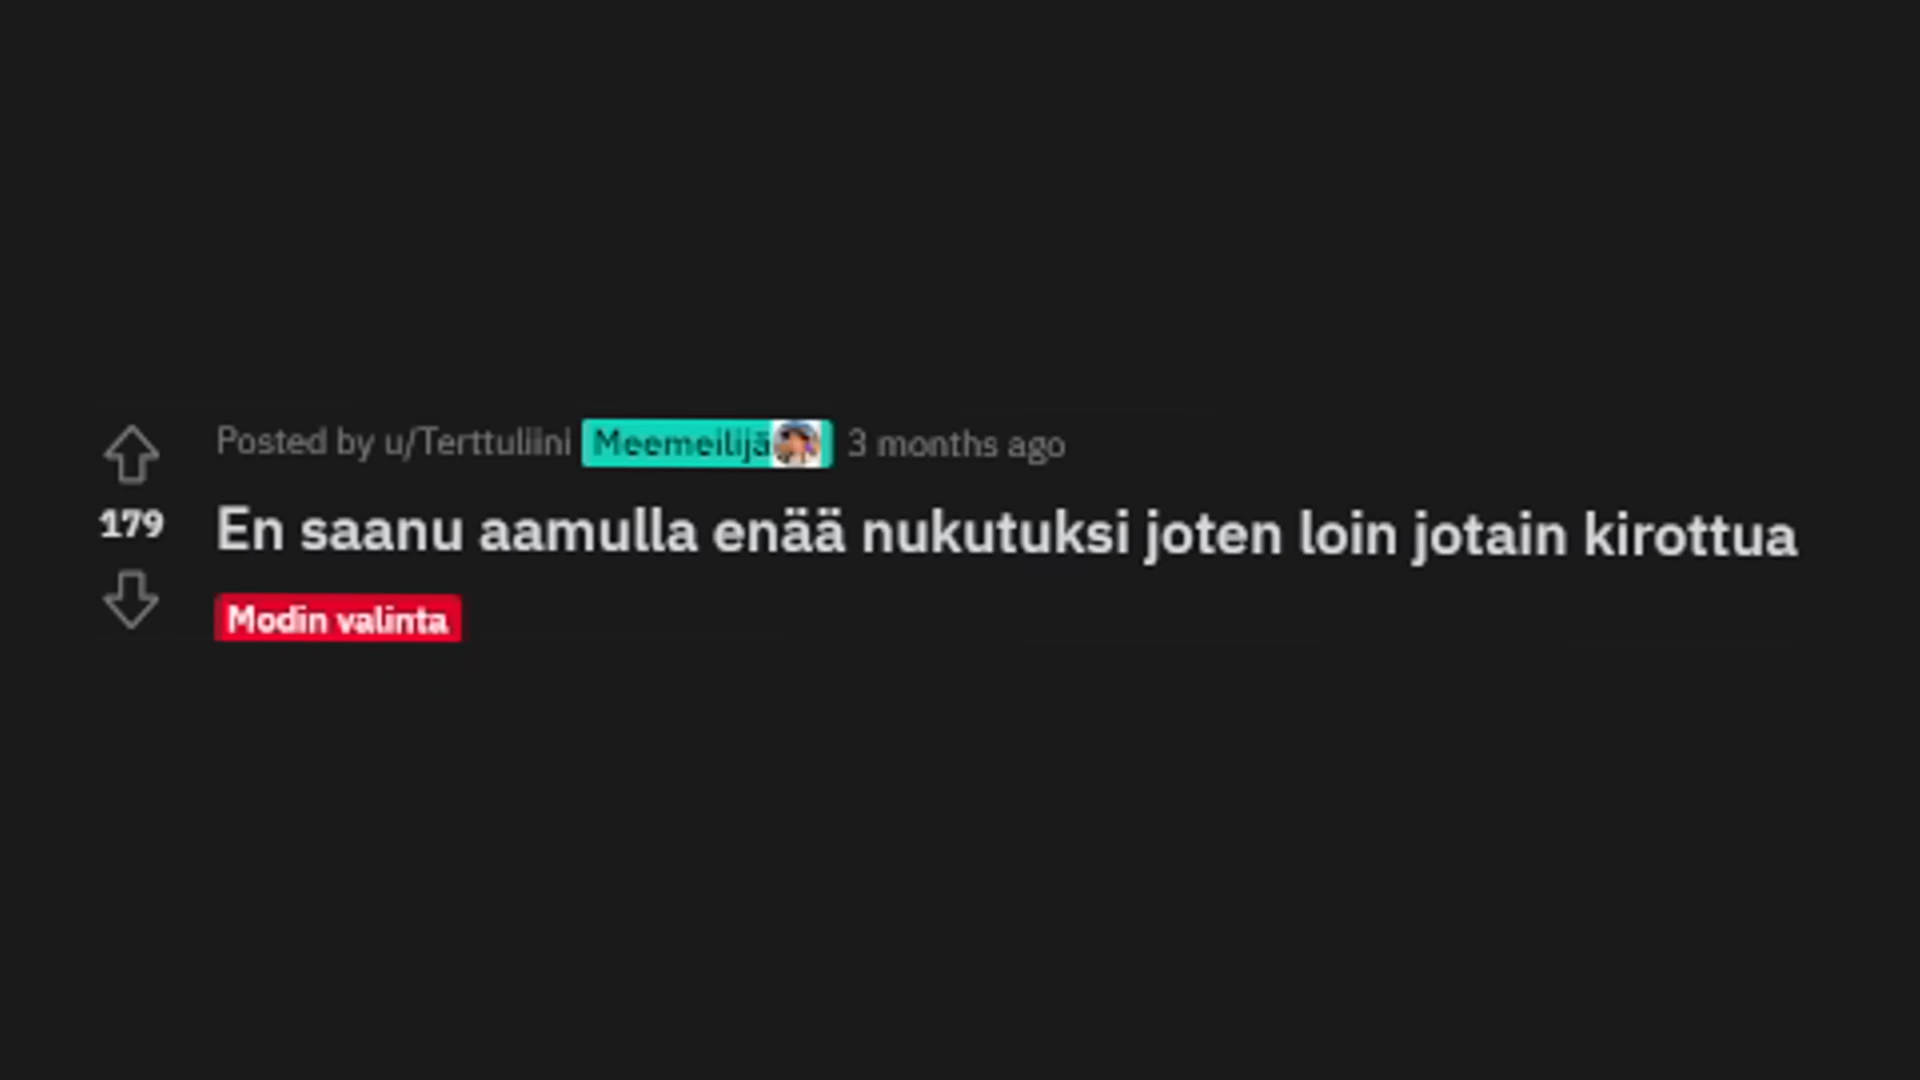 Posted by u/Terttuliini Meemeilijä 3 months ago
179
En saanu aamulla enää nukutuksi joten loin jotain kirottua
Modin valinta